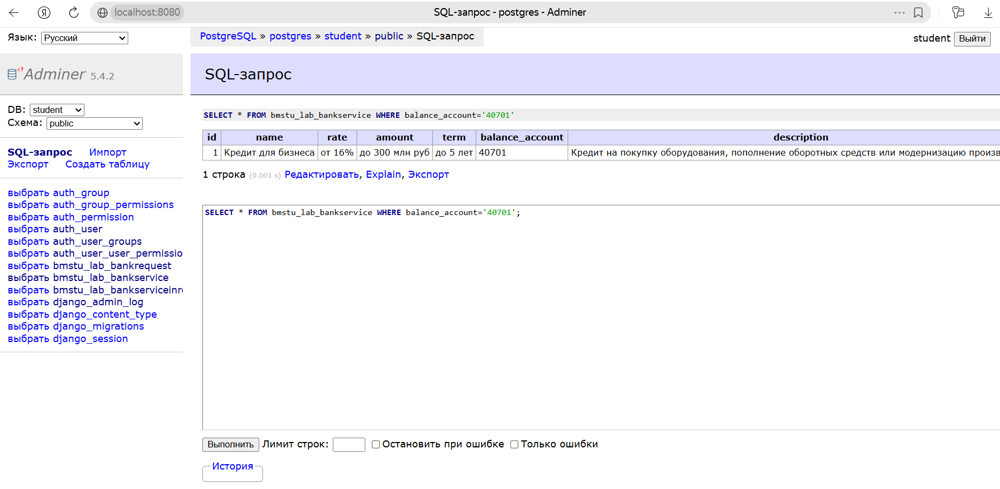 localhost:8080
SQL-запрос - postgres - Adminer
Язык: Русский
PostgreSQL » postgres » student » public » SQL-запрос
student Выйти
Adminer 5.4.2
SQL-запрос
DB: student
Схема: public
SQL-запрос Импорт
Экспорт Создать таблицу
выбрать auth_group
выбрать auth_group_permissions
выбрать auth_permission
выбрать auth_user
выбрать auth_user_groups
выбрать auth_user_user_permissio
выбрать bmstu_lab_bankrequest
выбрать bmstu_lab_bankservice
выбрать bmstu_lab_bankserviceinre
выбрать django_admin_log
выбрать django_content_type
выбрать django_migrations
выбрать django_session
SELECT * FROM bmstu_lab_bankservice WHERE balance_account='40701'
id name rate amount term balance_account description
1 Кредит для бизнеса от 16% до 300 млн руб до 5 лет 40701 Кредит на покупку оборудования, пополнение оборотных средств или модернизацию произв
1 строка (0.001 s) Редактировать, Explain, Экспорт
SELECT * FROM bmstu_lab_bankservice WHERE balance_account='40701';
Выполнить Лимит строк: Остановить при ошибке Только ошибки
История